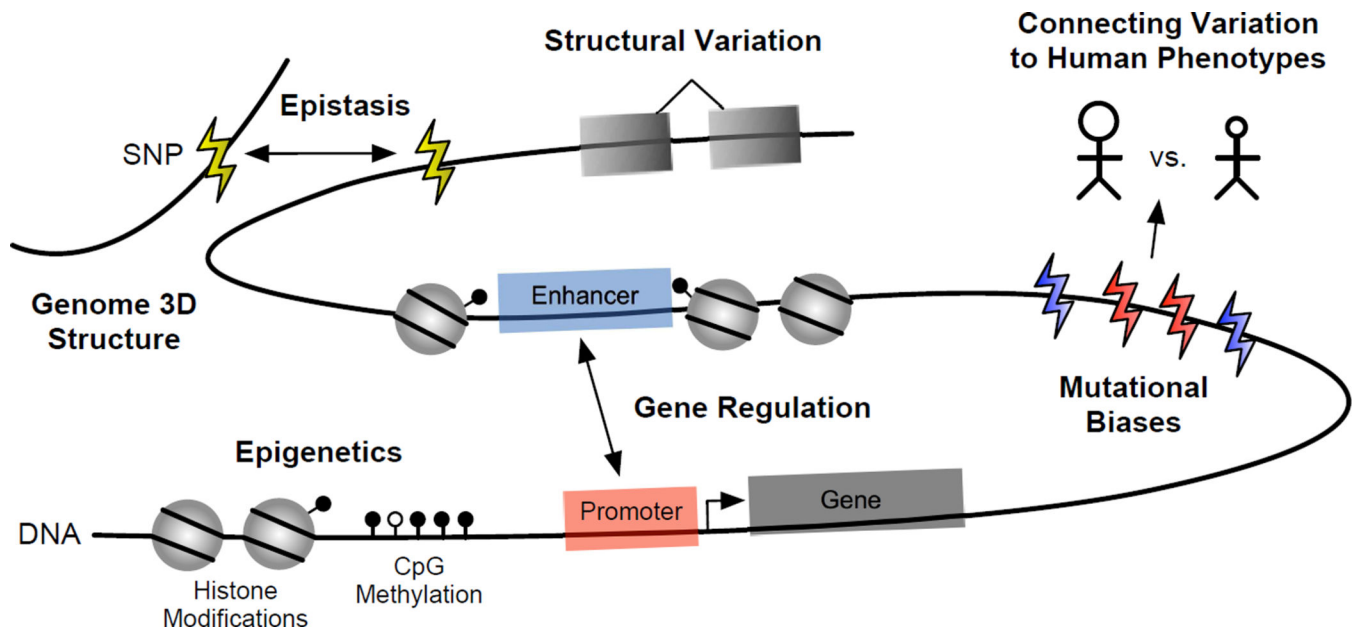 Structural Variation
Connecting Variation
to Human Phenotypes
Epistasis
SNP
vs.
Genome 3D
Structure
Enhancer
Mutational
Biases
Gene Regulation
Epigenetics
Promoter
Gene
DNA
CpG
Methylation
Histone
Modifications